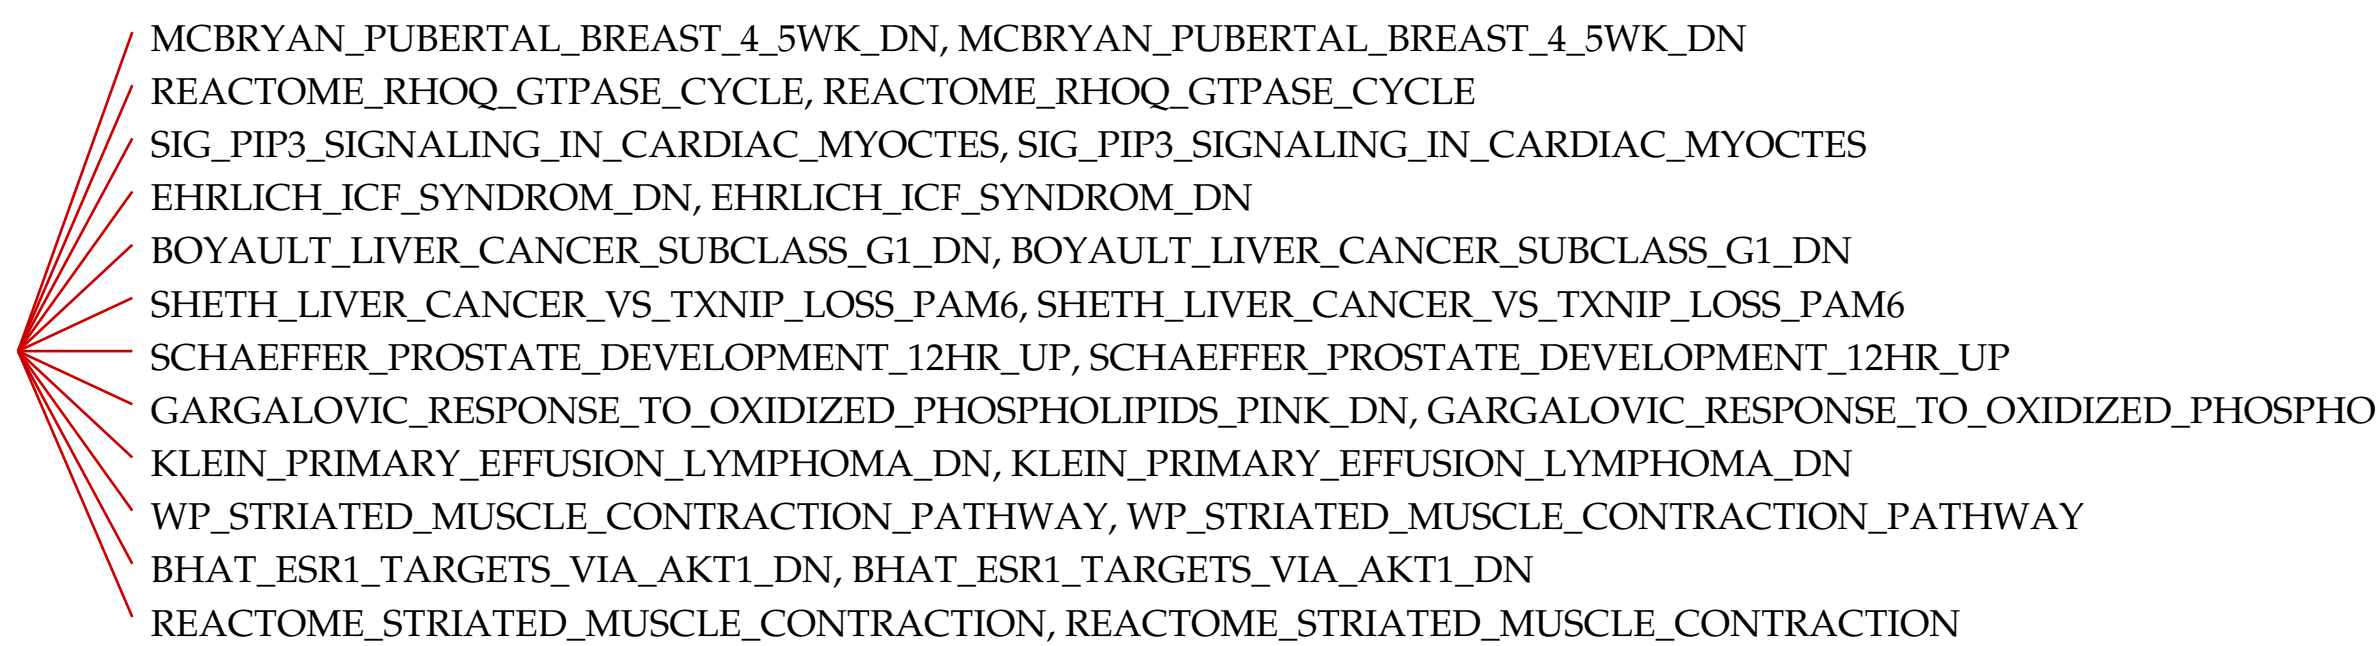 MCBRYAN_PUBERTAL_BREAST_4_5WK_DN, MCBRYAN_PUBERTAL_BREAST_4_5WK_DN
REACTOME_RHOQ_GTPASE_CYCLE, REACTOME_RHOQ_GTPASE_CYCLE
SIG_PIP3_SIGNALING_IN_CARDIAC_MYOCTES, SIG_PIP3_SIGNALING_IN_CARDIAC_MYOCTES
EHRLICH_ICF_SYNDROM_DN, EHRLICH_ICF_SYNDROM_DN
BOYAULT_LIVER_CANCER_SUBCLASS_G1_DN, BOYAULT_LIVER_CANCER_SUBCLASS_G1_DN
SHETH_LIVER_CANCER_VS_TXNIP_LOSS_PAM6, SHETH_LIVER_CANCER_VS_TXNIP_LOSS_PAM6
SCHAEFFER_PROSTATE_DEVELOPMENT_12HR_UP, SCHAEFFER_PROSTATE_DEVELOPMENT_12HR_UP
GARGALOVIC_RESPONSE_TO_OXIDIZED_PHOSPHOLIPIDS_PINK_DN, GARGALOVIC_RESPONSE_TO_OXIDIZED_PHOSPHO
KLEIN_PRIMARY_EFFUSION_LYMPHOMA_DN, KLEIN_PRIMARY_EFFUSION_LYMPHOMA_DN
WP_STRIATED_MUSCLE_CONTRACTION_PATHWAY, WP_STRIATED_MUSCLE_CONTRACTION_PATHWAY
BHAT_ESR1_TARGETS_VIA_AKT1_DN, BHAT_ESR1_TARGETS_VIA_AKT1_DN
REACTOME_STRIATED_MUSCLE_CONTRACTION, REACTOME_STRIATED_MUSCLE_CONTRACTION